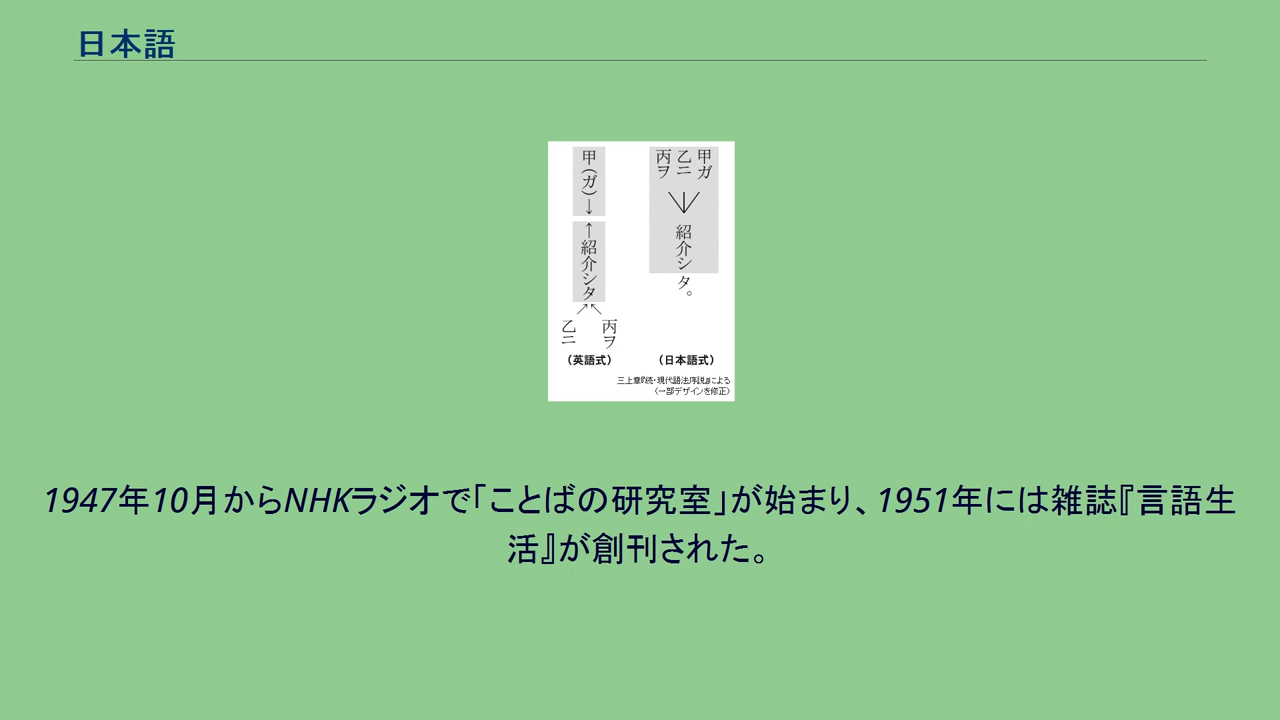 日本語
甲ガ
乙ニ
丙ヲ
紹介シタ。
甲(ガ)→
←紹介シタ
乙ニ
丙ヲ
(英語式)
(日本語式)
三上章『続・現代語法序説』による
〈一部デザインを修正〉
1947年10月からNHKラジオで「ことばの研究室」が始まり、1951年には雑誌『言語生
活』が創刊された。